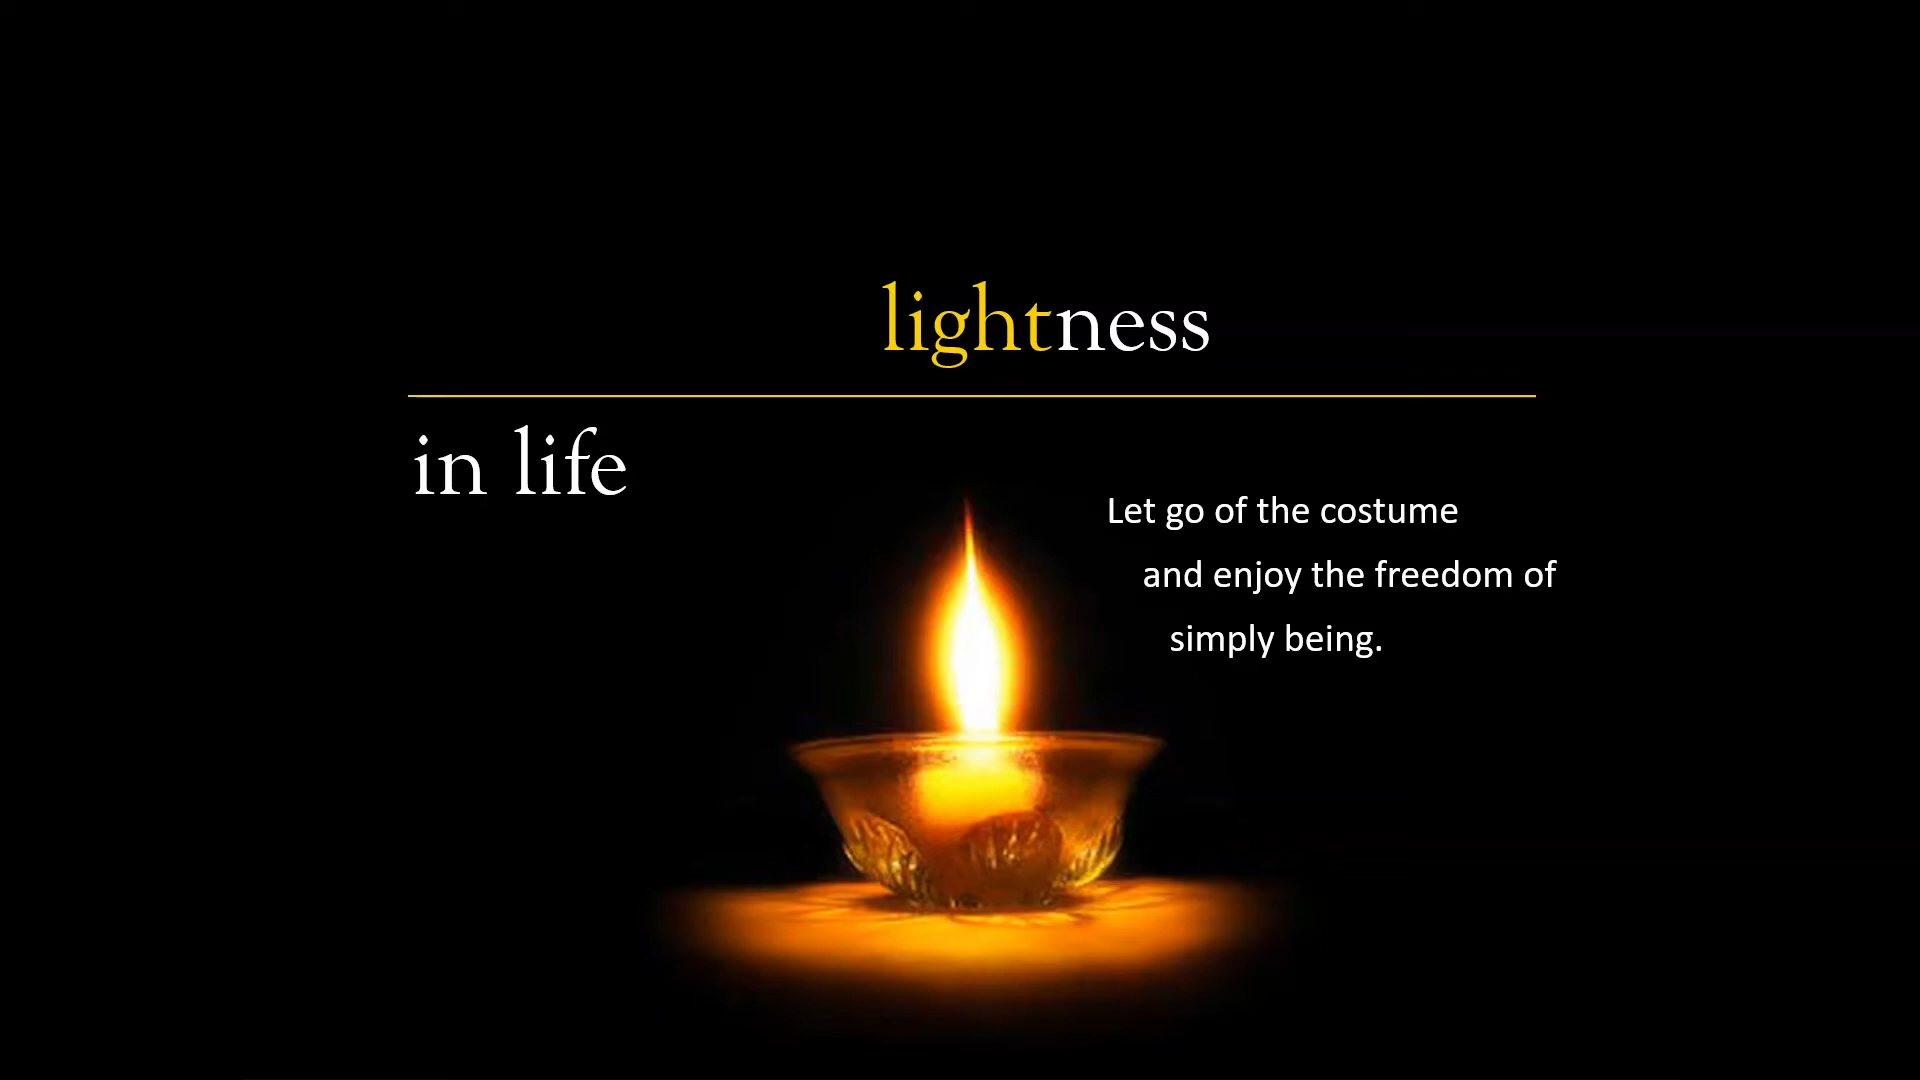 lightness
in life
Let go of the costume
and enjoy the freedom of
simply being.